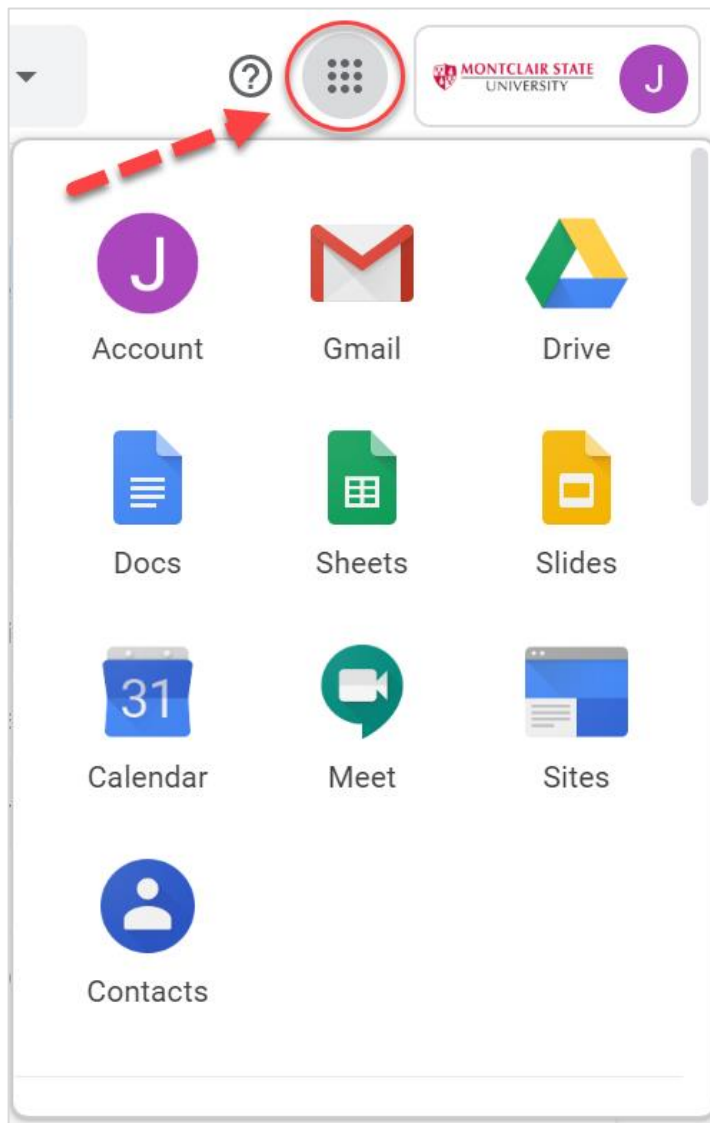 ?
MONTCLAIR STATE
UNIVERSITY
J
J
Account
Gmail
Drive
Docs
Sheets
Slides
31
Calendar
Meet
Sites
Contacts